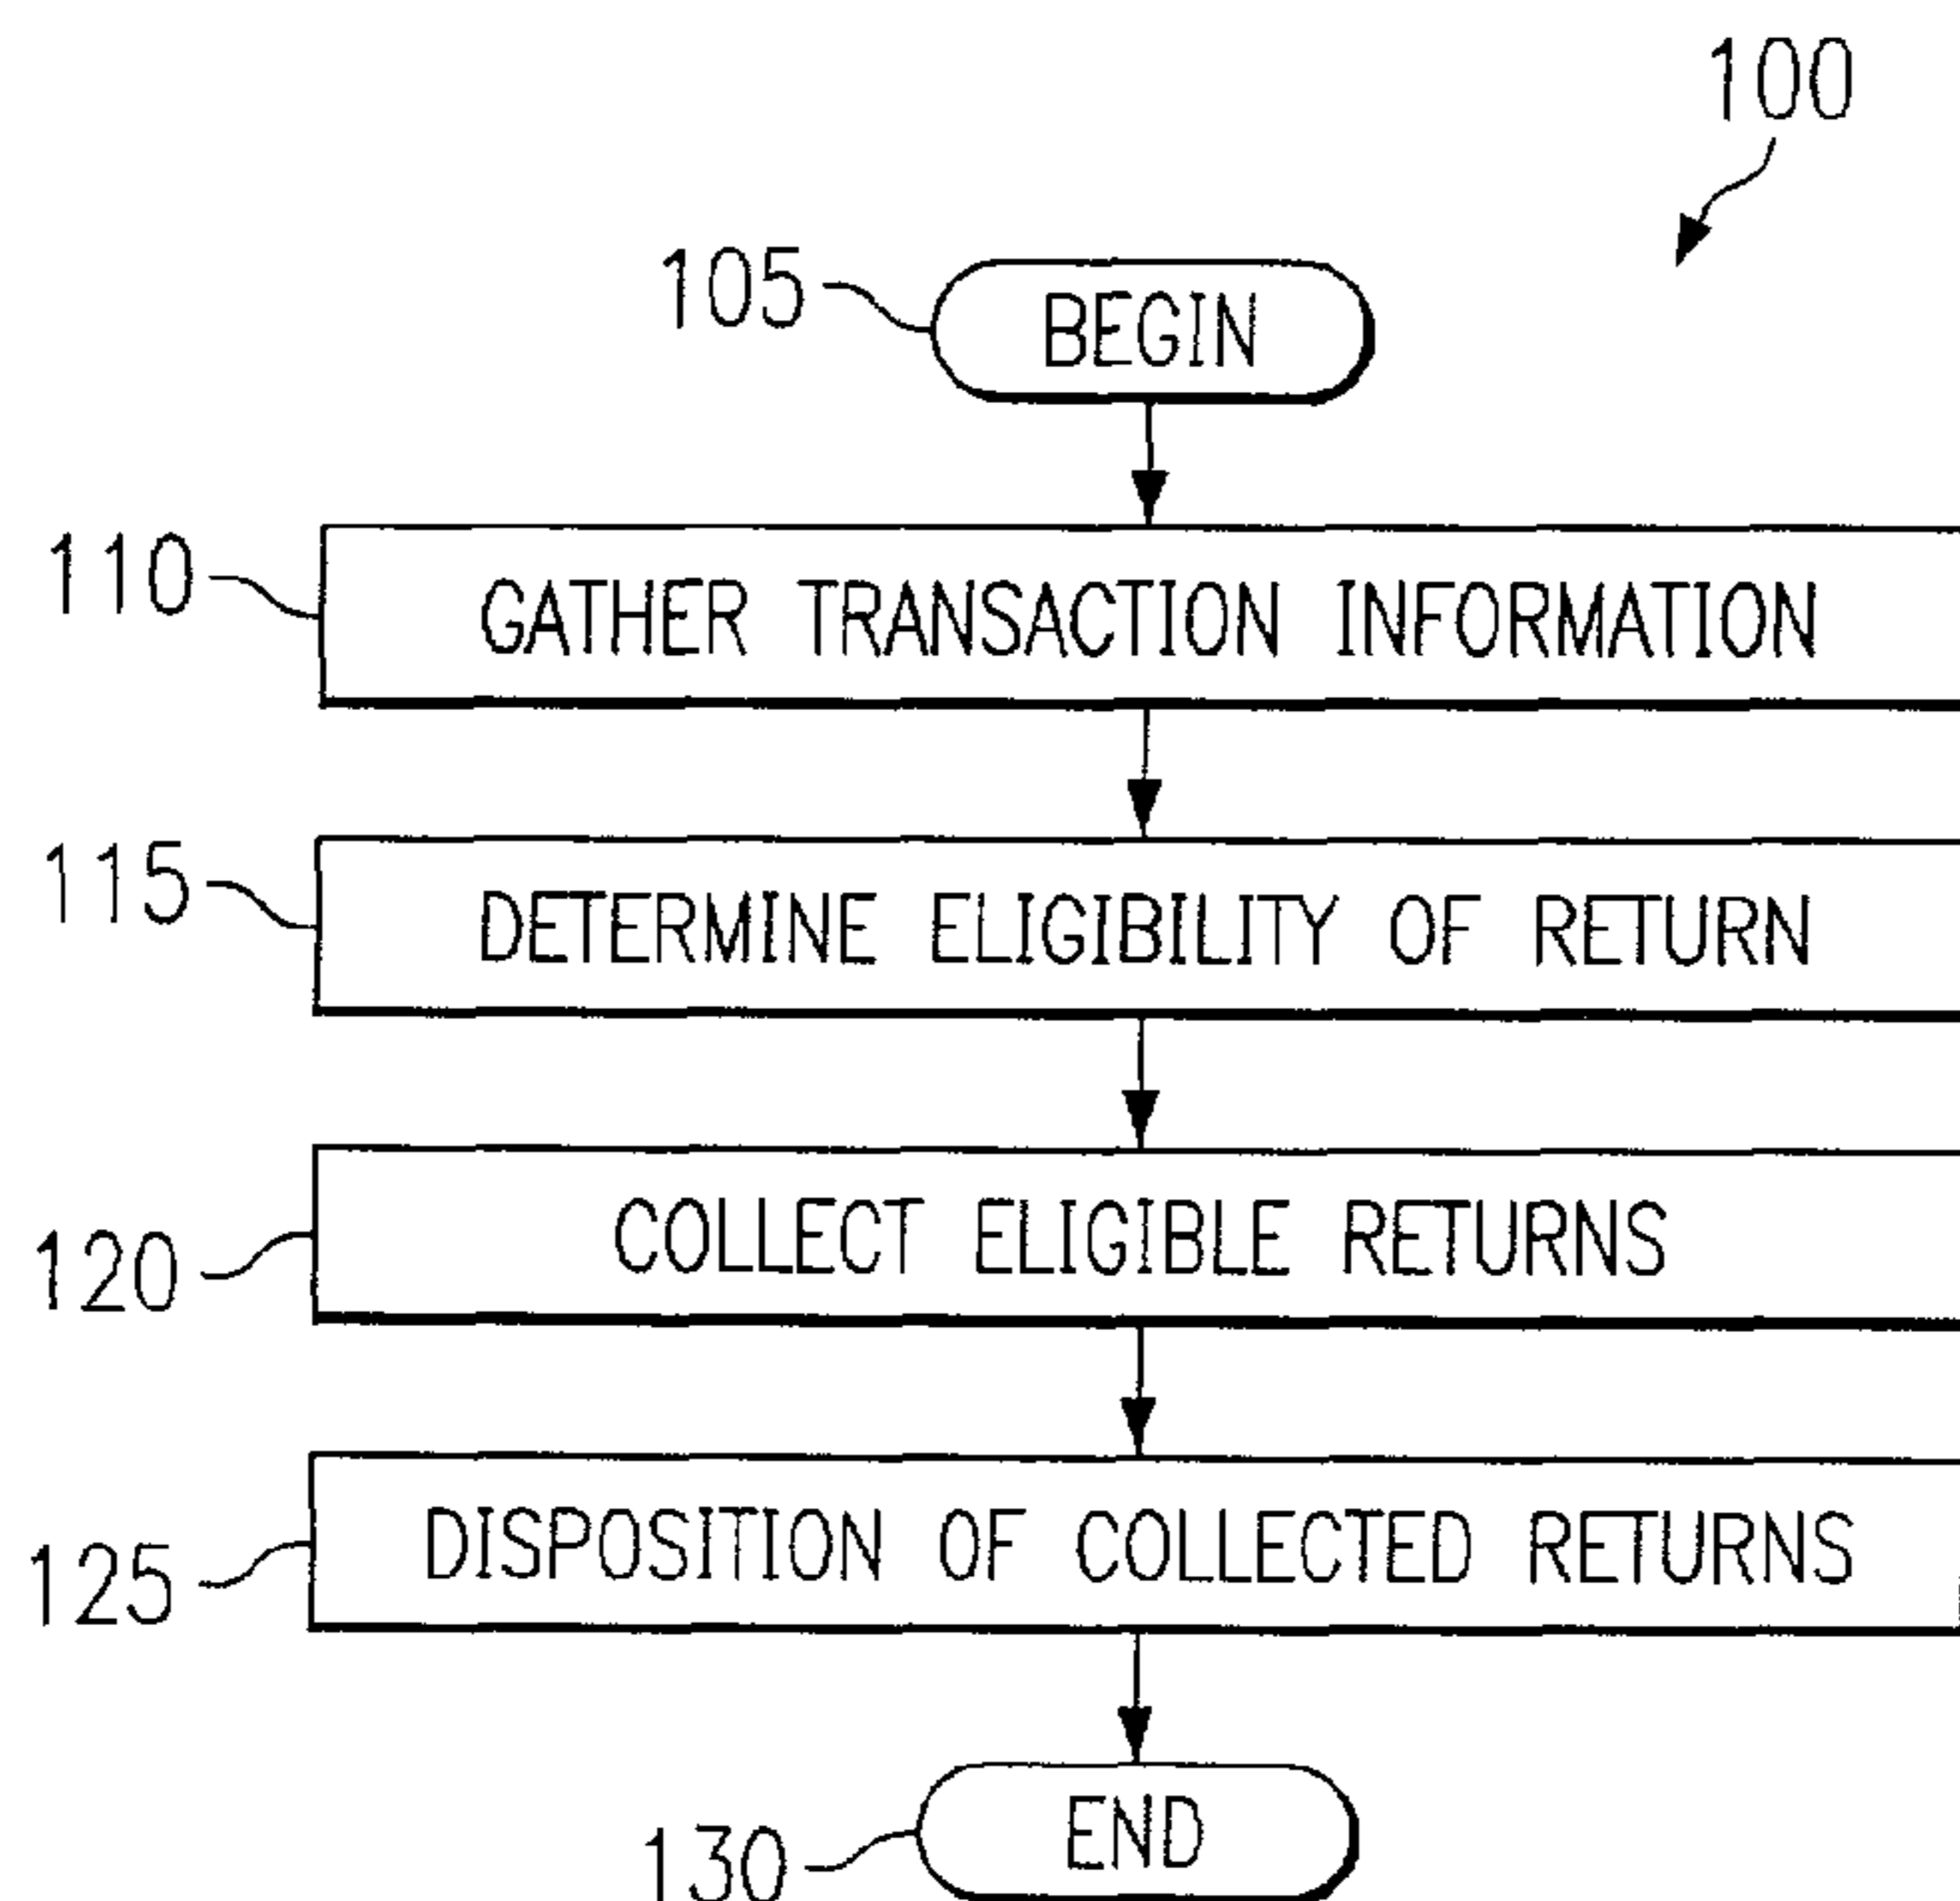 100
105 BEGIN
110 GATHER TRANSACTION INFORMATION
115 DETERMINE ELIGIBILITY OF RETURN
120 COLLECT ELIGIBLE RETURNS
125 DISPOSITION OF COLLECTED RETURNS
130 END